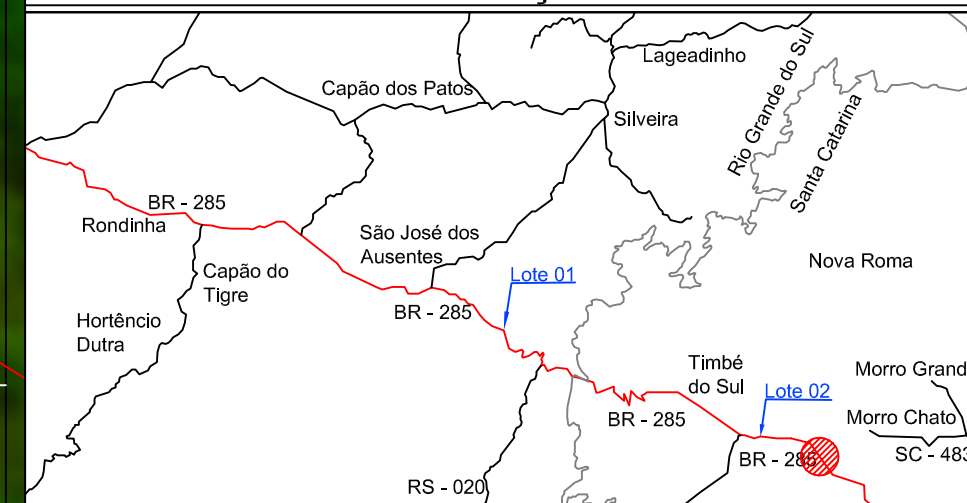 Lageadinho
Rio Grande do Sul
Capão dos Patos
Silveira
Santa Catarina
BR - 285
Rondinha
São José dos
Ausentes
Capão do
Tigre
Lote 01
Nova Roma
BR - 285
Hortêncio
Dutra
Timbé
do Sul
Morro Grand
Lote 02
BR - 285
Morro Chato
BR - 285
SC - 483
RS - 020